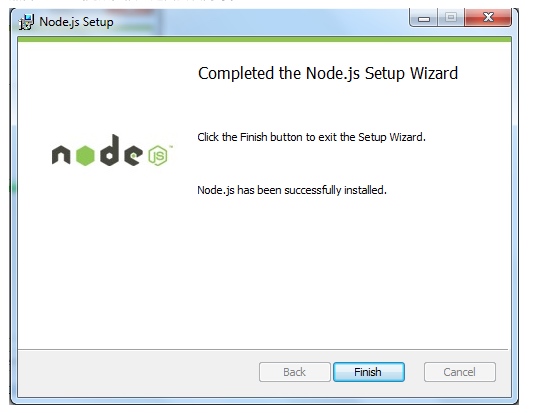 Node.js Setup
Completed the Node.js Setup Wizard
Click the Finish button to exit the Setup Wizard.
node
JS
Node.js has been successfully installed.
Back
Finish
Cancel